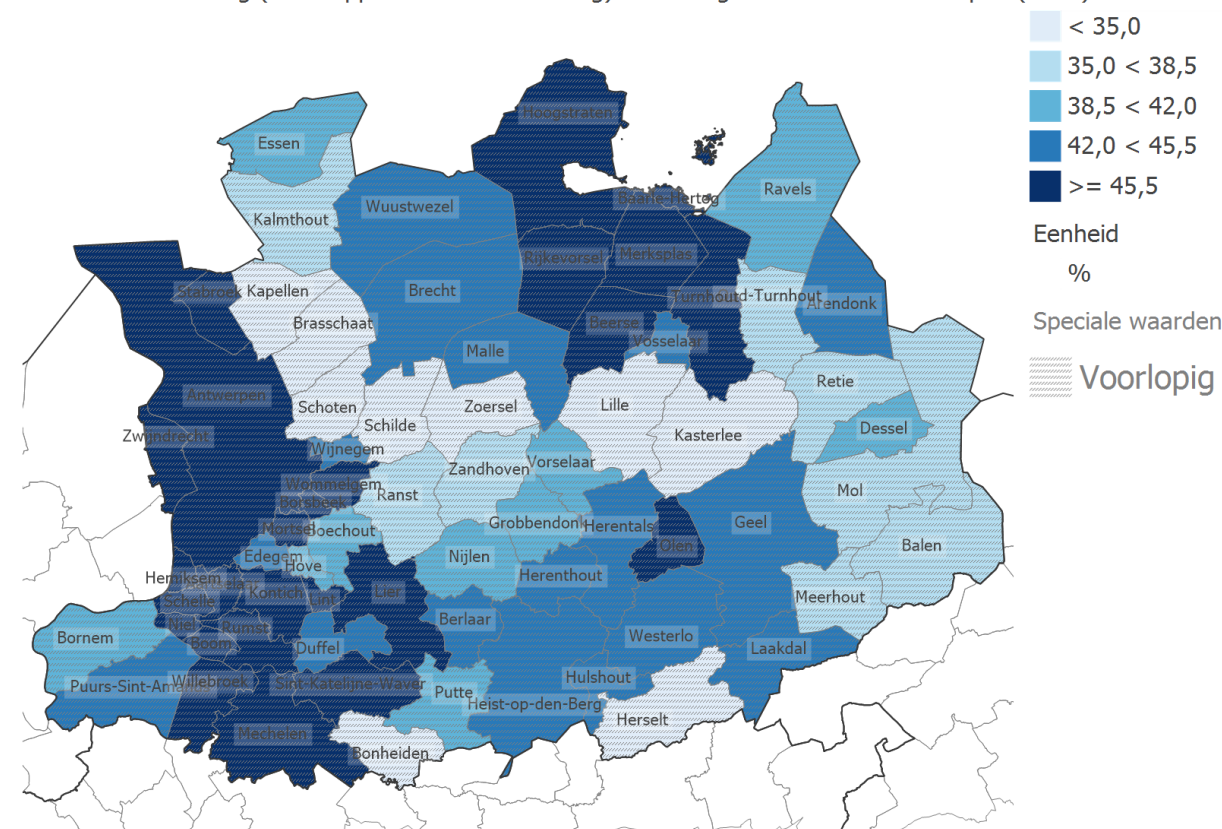 < 35,0
35,0 < 38,5
38,5 < 42,0
42,0 < 45,5
>= 45,5
Eenheid
%
Speciale waarden
Voorlopig
Hoogstraten
Essen
Ravels
Baarle-Hertog
Wuustwezel
Kalmthout
Merksplas
Rijkevorsel
Stabroek
Kapellen
Brecht
Turnhout
d-Turnhout
Arendonk
Brasschaat
Beerse
Vosselaar
Malle
Retie
Antwerpen
Schoten
Zoersel
Lille
Schilde
Dessel
Zwijndrecht
Kasterlee
Wijnegem
Vorselaar
Zandhoven
Wommelgem
Ranst
Mol
Borsbeek
Grobbendonk
Herentals
Geel
Mortsel
Boechout
Olen
Balen
Edegem
Nijlen
Hove
Herenthout
Hemiksem
Kontich
Lint
Lier
Meerhout
Schelle
Berlaar
Niel
Rumst
Westerlo
Bornem
Boom
Duffel
Laakdal
Hulshout
Puurs-Sint-Am
Willebroek
Sint-Katelijne-Waver
Putte
Heist-op-den-Berg
Herselt
Mechelen
Bonheiden